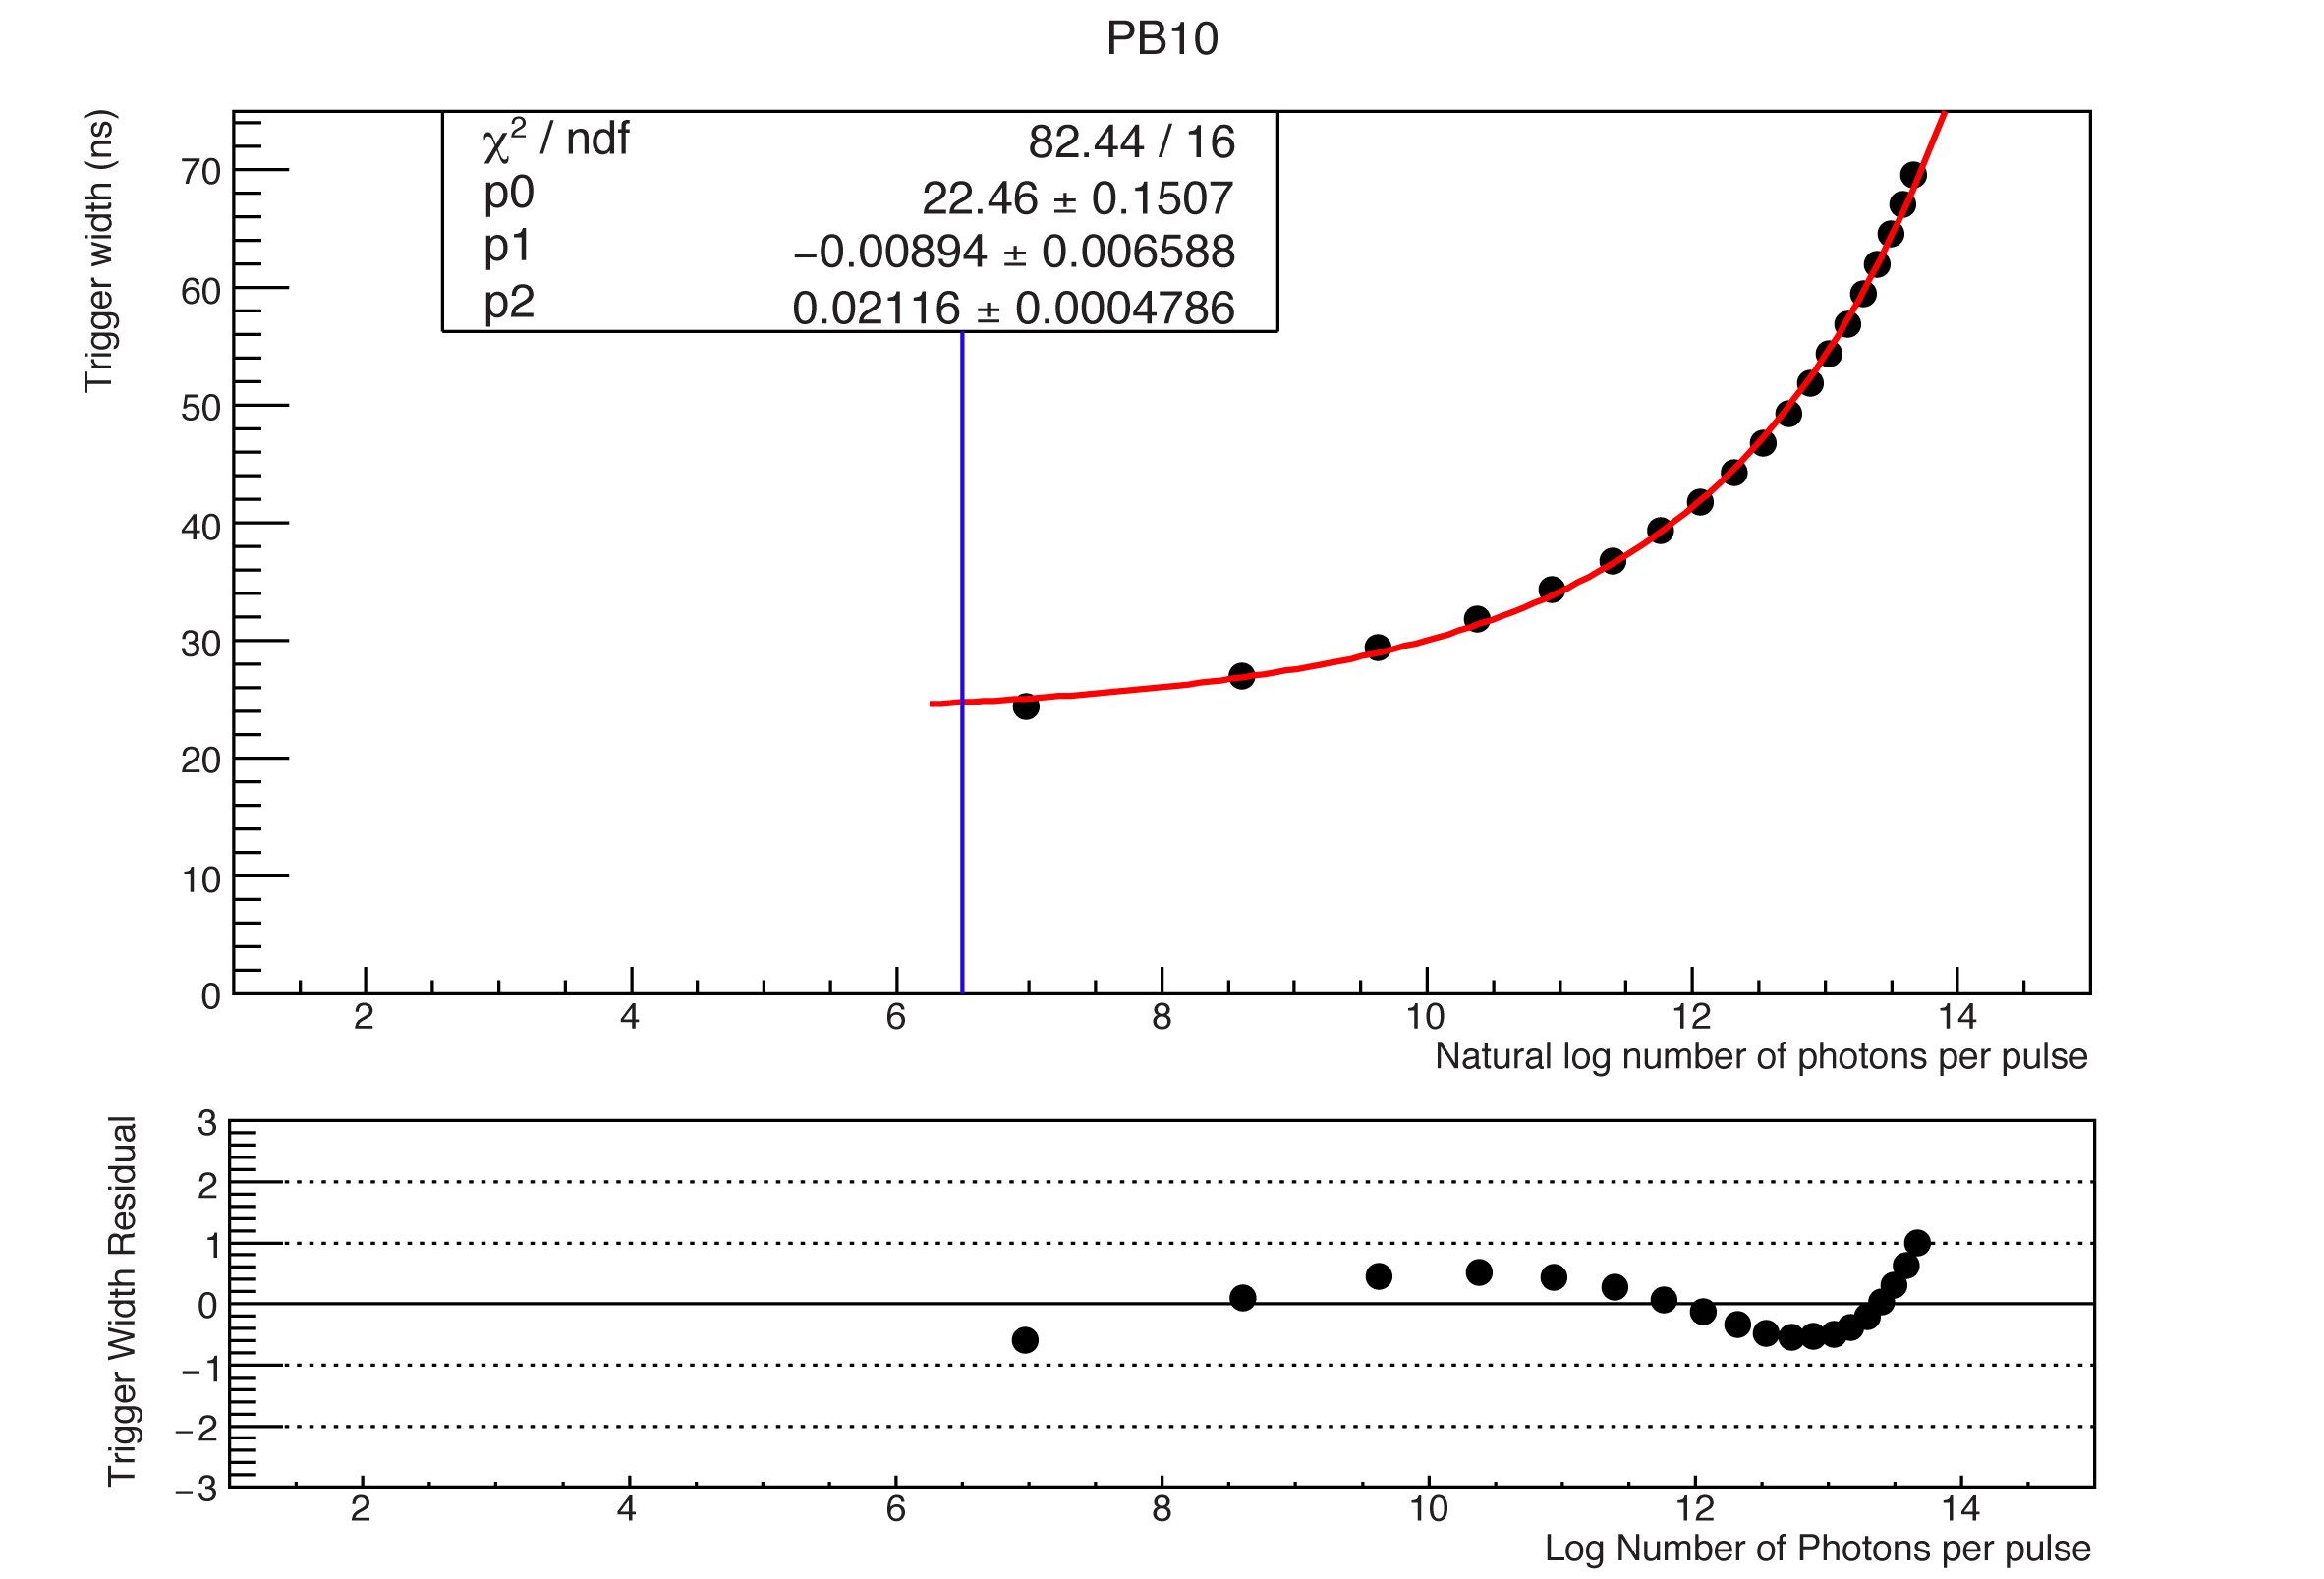 PB10
Trigger width (ns)
χ2 / ndf 82.44 / 16
p0 22.46 ± 0.1507
p1 −0.00894 ± 0.006588
p2 0.02116 ± 0.0004786
70
60
50
40
30
20
10
0
2 4 6 8 10 12 14
Natural log number of photons per pulse
Trigger Width Residual
3
2
1
0
−1
−2
−3
2 4 6 8 10 12 14
Log Number of Photons per pulse